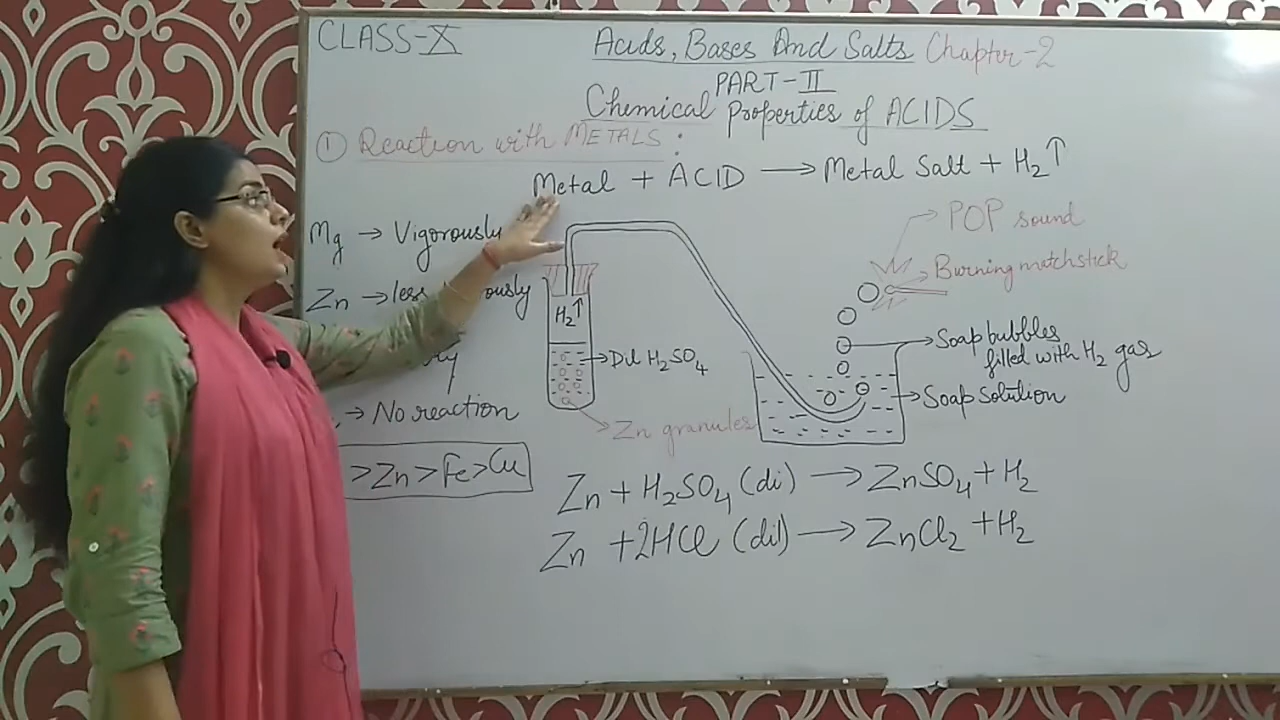 CLASS-X
Acids, Bases And Salts Chapter-2
PART-II
Chemical Properties of ACIDS
① Reaction with METALS:
Metal + ACID → Metal Salt + H₂↑
Mg → Vigorously
Zn → less
→ No reaction
>Zn>Fe>Cu
H₂↑
→ Dil H₂SO₄
→ Zn granules
→ POP sound
→ Burning matchstick
→ Soap bubbles
filled with H₂ gas
→ Soap Solution
Zn + H₂SO₄ (di) → ZnSO₄ + H₂
Zn + 2HCl (dil) → ZnCl₂ + H₂